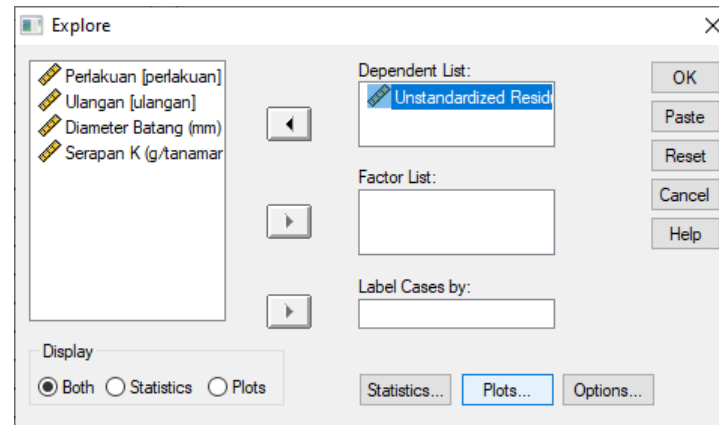 Explore
Perlakuan [perlakuan]
Ulangan [ulangan]
Diameter Batang (mm)
Serapan K (g/tanamar
Dependent List:
Unstandardized Resid
Factor List:
Label Cases by:
OK
Paste
Reset
Cancel
Help
Display
Both
Statistics
Plots
Statistics...
Plots...
Options...